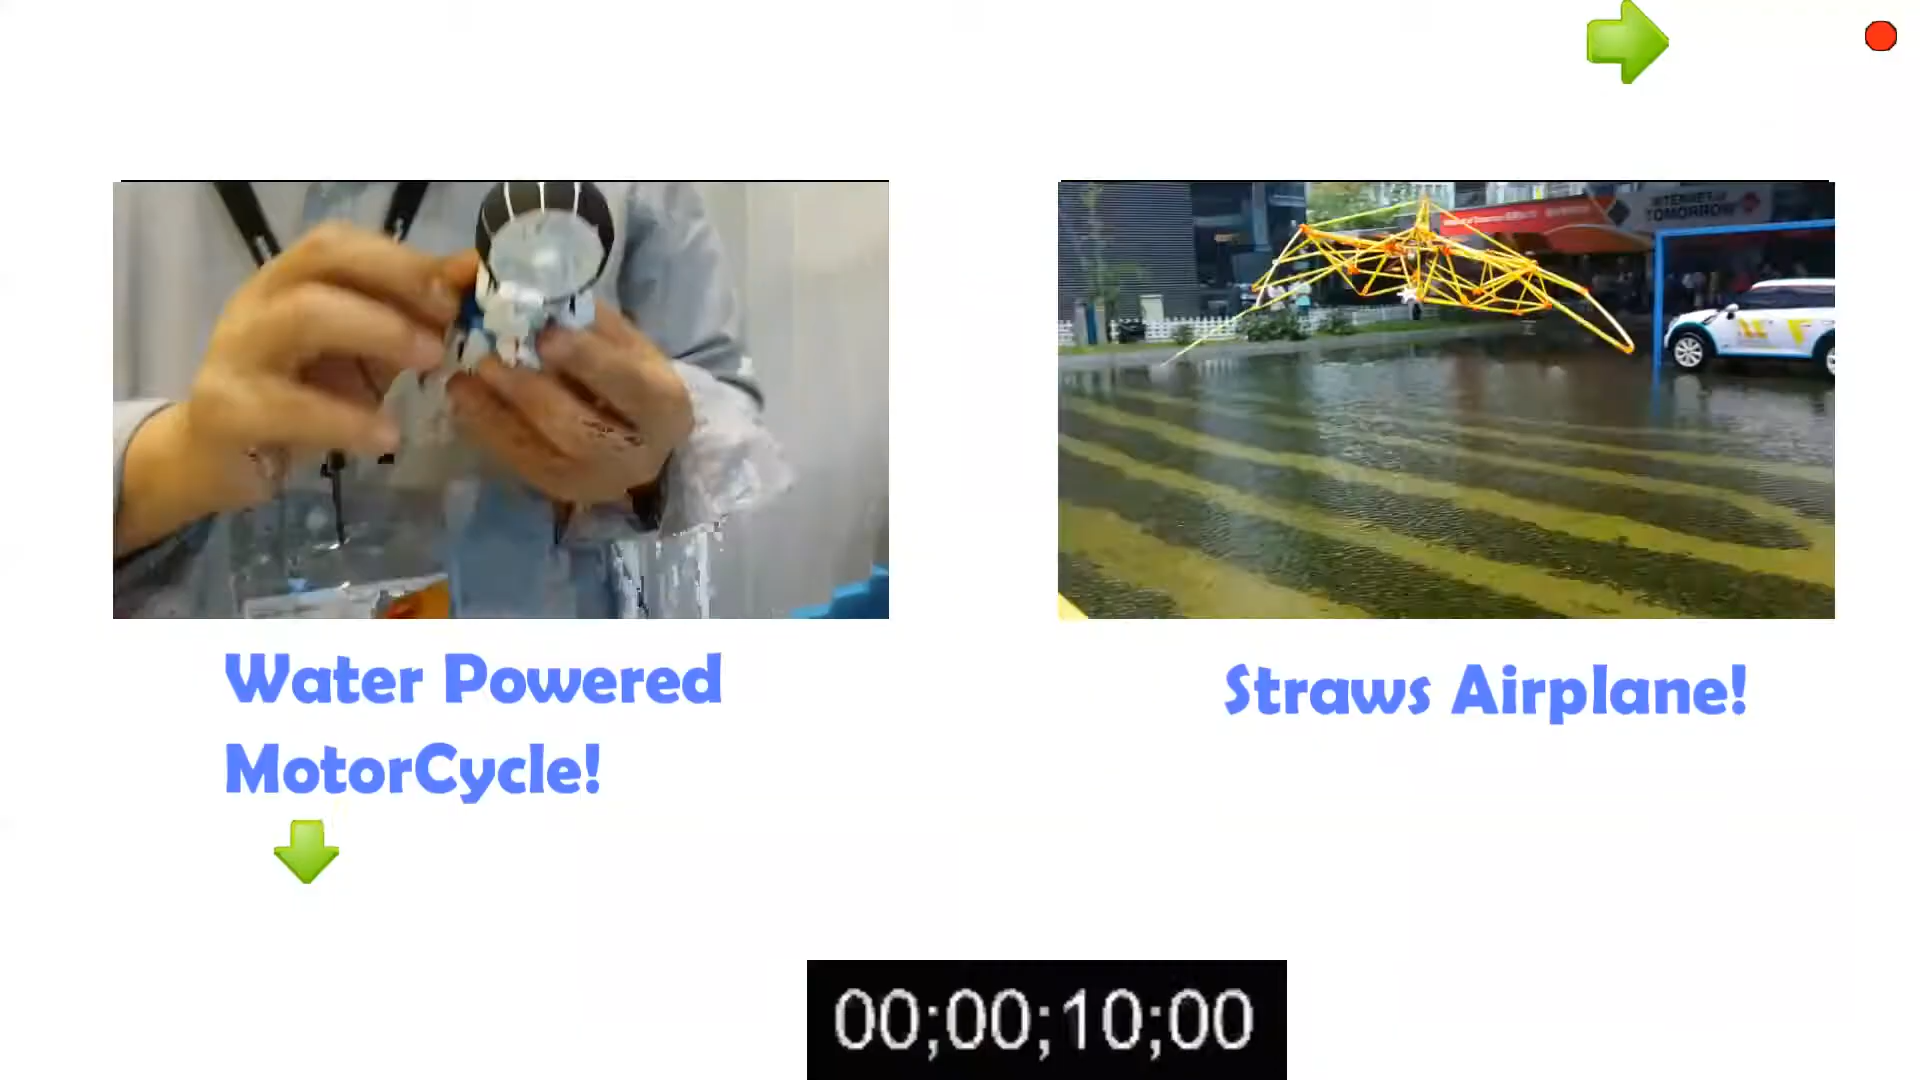 INTERNET of
TOMORROW
Water Powered
MotorCycle!
Straws Airplane!
00;00;10;00